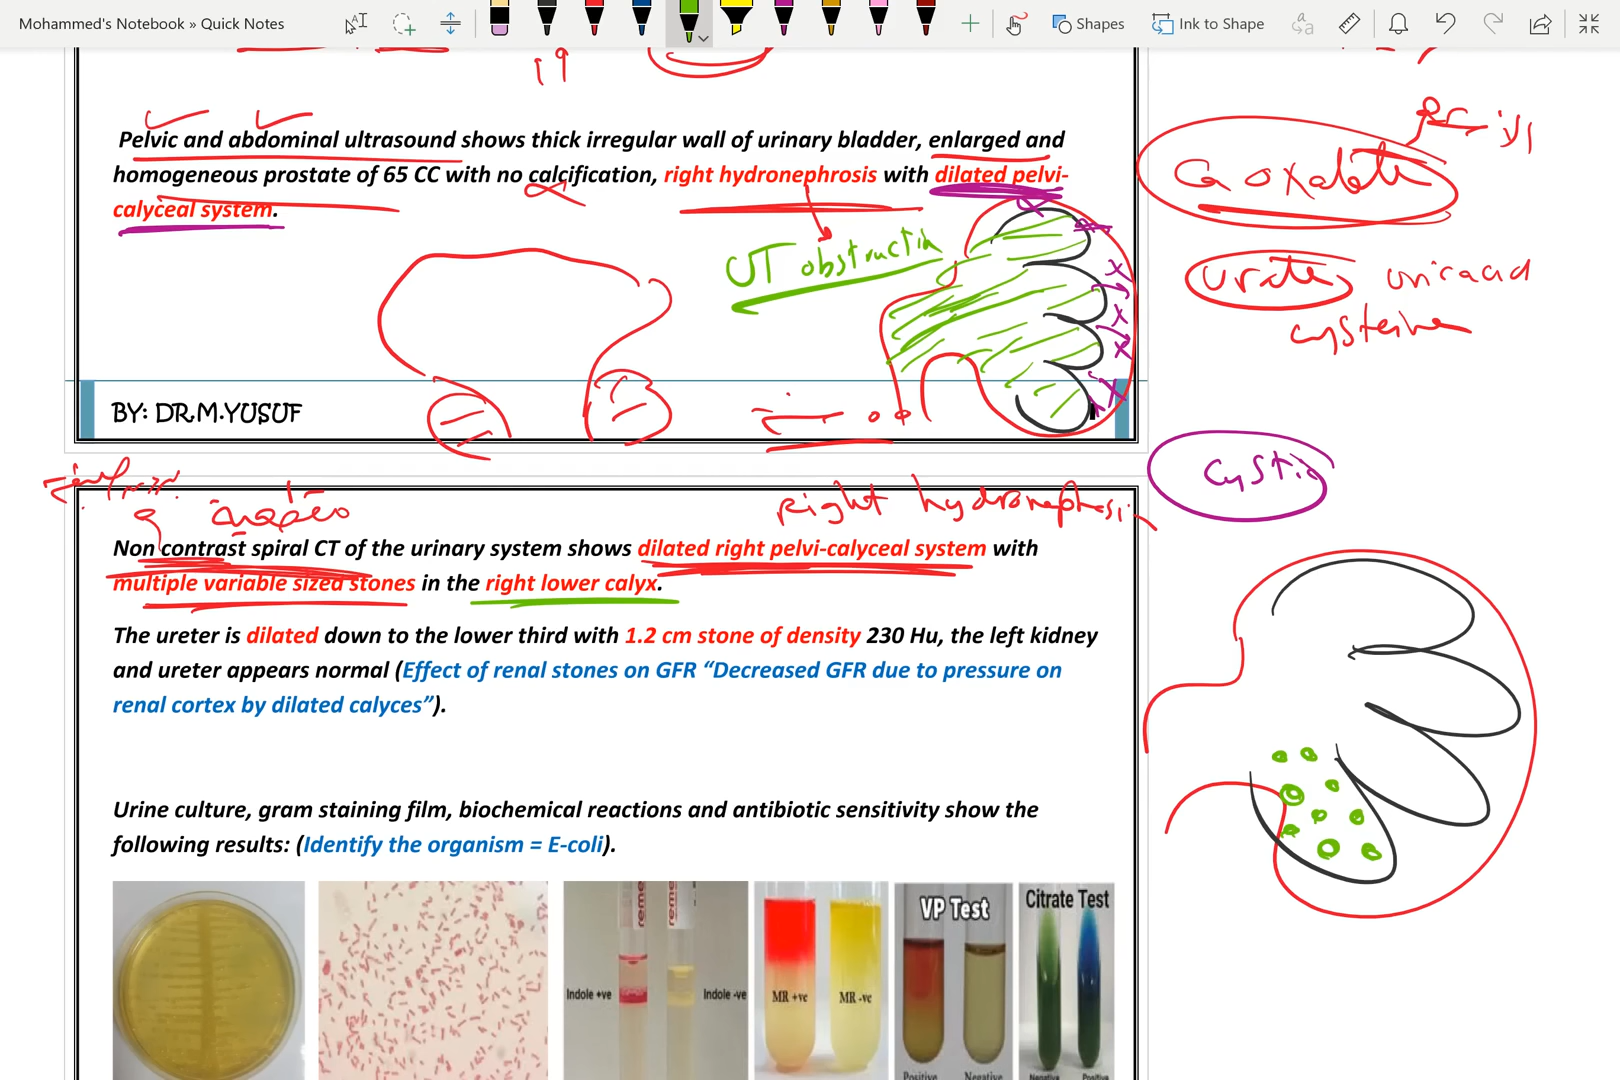 Mohammed's Notebook » Quick Notes
Shapes
Ink to Shape
19
Pelvic and abdominal ultrasound shows thick irregular wall of urinary bladder, enlarged and
homogeneous prostate of 65 CC with no calcification, right hydronephrosis with dilated pelvi-
calyceal system.
Ca oxalate
UT obstruction
urate uric acid
cysteine
BY: DR.M.YUSUF
Cystic
Right hydronephrosis
Non contrast spiral CT of the urinary system shows dilated right pelvi-calyceal system with
multiple variable sized stones in the right lower calyx.
The ureter is dilated down to the lower third with 1.2 cm stone of density 230 Hu, the left kidney
and ureter appears normal (Effect of renal stones on GFR “Decreased GFR due to pressure on
renal cortex by dilated calyces”).
Urine culture, gram staining film, biochemical reactions and antibiotic sensitivity show the
following results: (Identify the organism = E-coli).
Indole +ve
Indole -ve
MR +ve
MR -ve
VP Test
Positive
Negative
Citrate Test
Negative
Positive